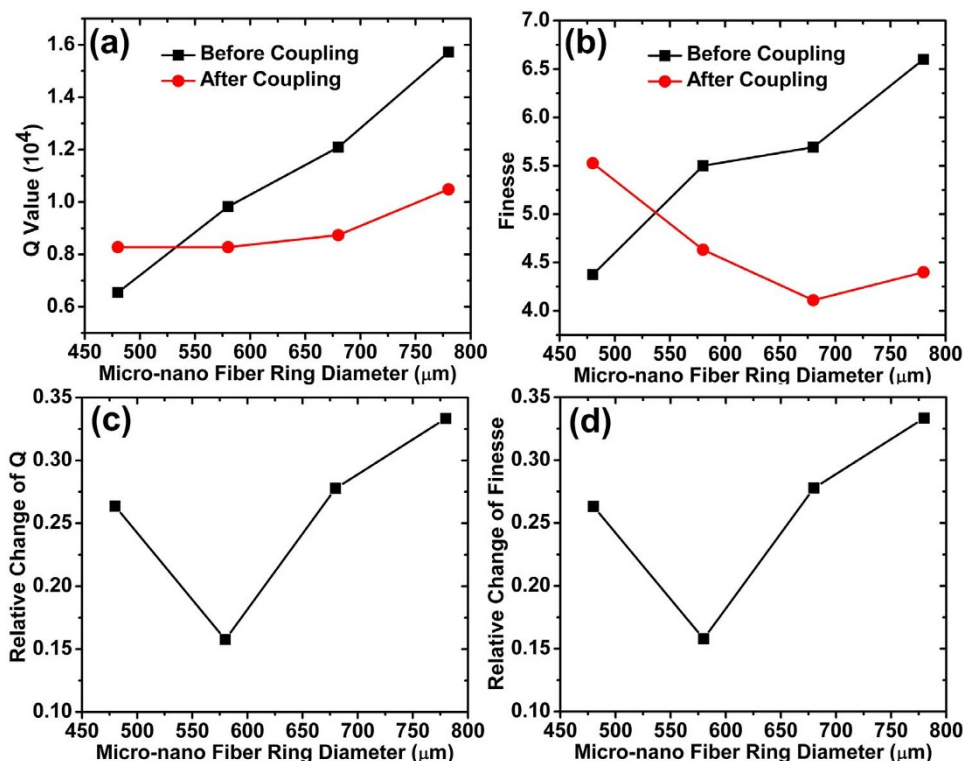 (a)
Before Coupling
After Coupling
Q Value (10^4)
1.6
1.4
1.2
1.0
0.8
0.6
450 500 550 600 650 700 750 800
Micro-nano Fiber Ring Diameter (μm)
(b)
Before Coupling
After Coupling
Finesse
7.0
6.5
6.0
5.5
5.0
4.5
4.0
450 500 550 600 650 700 750 800
Micro-nano Fiber Ring Diameter (μm)
(c)
Relative Change of Q
0.35
0.30
0.25
0.20
0.15
0.10
450 500 550 600 650 700 750 800
Micro-nano Fiber Ring Diameter (μm)
(d)
Relative Change of Finesse
0.35
0.30
0.25
0.20
0.15
0.10
450 500 550 600 650 700 750 800
Micro-nano Fiber Ring Diameter (μm)